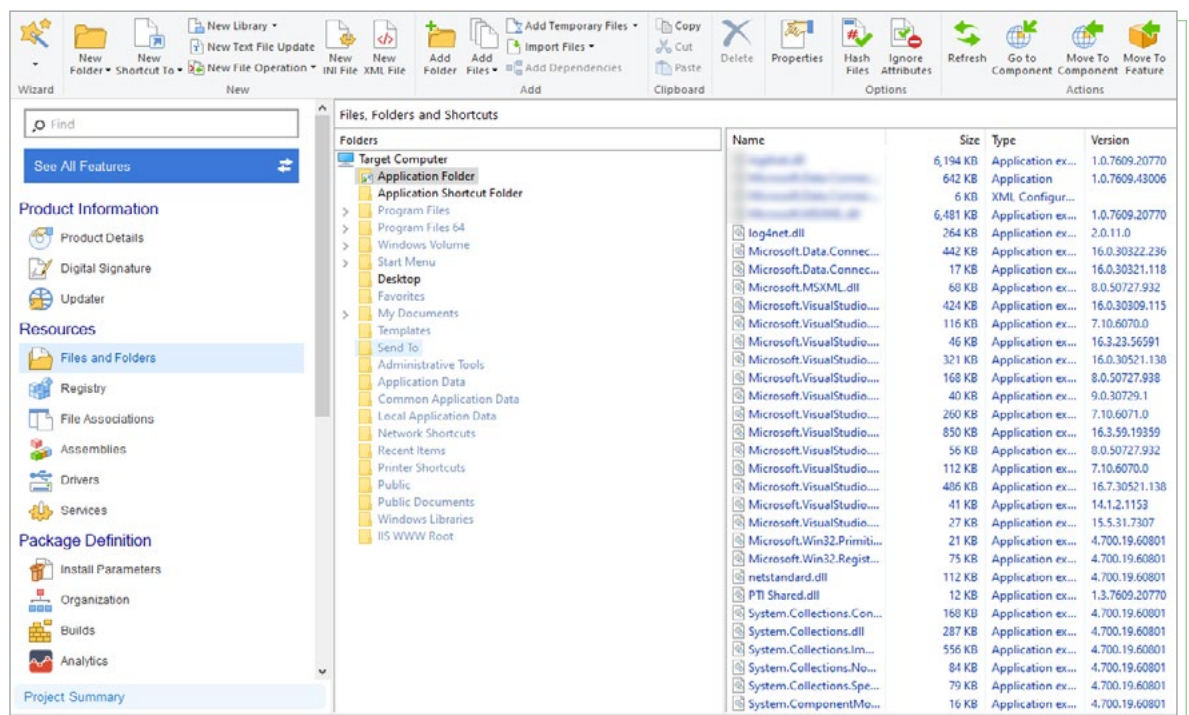 New Library
New Text File Update
New File Operation
New Folder
New Shortcut To
New INI File
New XML File
Add Folder
Add Files
Add Temporary Files
Import Files
Add Dependencies
Copy
Cut
Paste
Delete
Properties
Hash Files
Ignore Attributes
Refresh
Go to Component
Move To Component
Move To Feature
Wizard
New
Add
Clipboard
Options
Actions
Find
See All Features
Product Information
Product Details
Digital Signature
Updater
Resources
Files and Folders
Registry
File Associations
Assemblies
Drivers
Services
Package Definition
Install Parameters
Organization
Builds
Analytics
Project Summary
Files, Folders and Shortcuts
Folders
Target Computer
Application Folder
Application Shortcut Folder
Program Files
Program Files 64
Windows Volume
Start Menu
Desktop
Favorites
My Documents
Templates
Send To
Administrative Tools
Application Data
Common Application Data
Local Application Data
Network Shortcuts
Recent Items
Printer Shortcuts
Public
Public Documents
Windows Libraries
IIS WWW Root
Name Size Type Version
6,194 KB Application ex... 1.0.7609.20770
642 KB Application 1.0.7609.43006
6 KB XML Configur...
6,481 KB Application ex... 1.0.7609.20770
log4net.dll 264 KB Application ex... 2.0.11.0
Microsoft.Data.Connec... 442 KB Application ex... 16.0.30322.236
Microsoft.Data.Connec... 17 KB Application ex... 16.0.30321.118
Microsoft.MSXML.dll 68 KB Application ex... 8.0.50727.932
Microsoft.VisualStudio.... 424 KB Application ex... 16.0.30309.115
Microsoft.VisualStudio.... 116 KB Application ex... 7.10.6070.0
Microsoft.VisualStudio.... 46 KB Application ex... 16.3.23.56591
Microsoft.VisualStudio.... 321 KB Application ex... 16.0.30521.138
Microsoft.VisualStudio.... 168 KB Application ex... 8.0.50727.938
Microsoft.VisualStudio.... 40 KB Application ex... 9.0.30729.1
Microsoft.VisualStudio.... 260 KB Application ex... 7.10.6071.0
Microsoft.VisualStudio.... 850 KB Application ex... 16.3.59.19359
Microsoft.VisualStudio.... 56 KB Application ex... 8.0.50727.932
Microsoft.VisualStudio.... 112 KB Application ex... 7.10.6070.0
Microsoft.VisualStudio.... 486 KB Application ex... 16.7.30521.138
Microsoft.VisualStudio.... 41 KB Application ex... 14.1.2.1153
Microsoft.VisualStudio.... 27 KB Application ex... 15.5.31.7307
Microsoft.Win32.Primiti... 21 KB Application ex... 4.700.19.60801
Microsoft.Win32.Regist... 75 KB Application ex... 4.700.19.60801
netstandard.dll 112 KB Application ex... 4.700.19.60801
PTI Shared.dll 12 KB Application ex... 1.3.7609.20770
System.Collections.Con... 168 KB Application ex... 4.700.19.60801
System.Collections.dll 287 KB Application ex... 4.700.19.60801
System.Collections.Im... 556 KB Application ex... 4.700.19.60801
System.Collections.No... 84 KB Application ex... 4.700.19.60801
System.Collections.Spe... 79 KB Application ex... 4.700.19.60801
System.ComponentMo... 16 KB Application ex... 4.700.19.60801